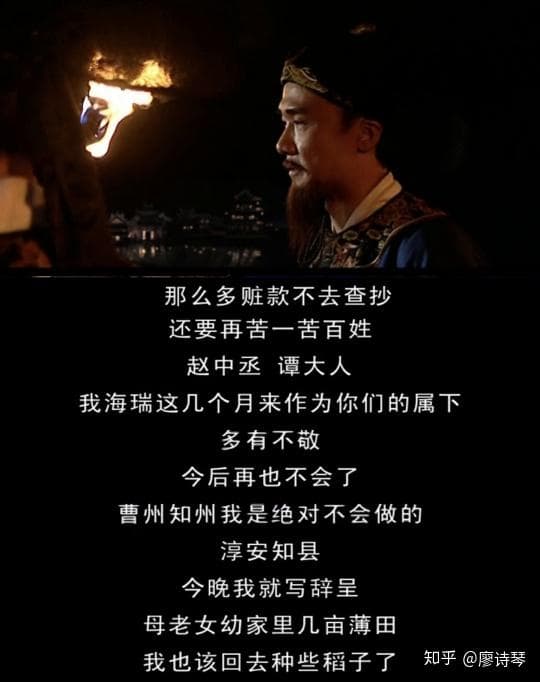 那么多赃款不去查抄
还要再苦一苦百姓
赵中丞 谭大人
我海瑞这几个月来作为你们的属下
多有不敬
今后再也不会了
曹州知州我是绝对不会做的
淳安知县
今晚我就写辞呈
母老女幼家里几亩薄田
我也该回去种些稻子了
知乎 @廖诗琴